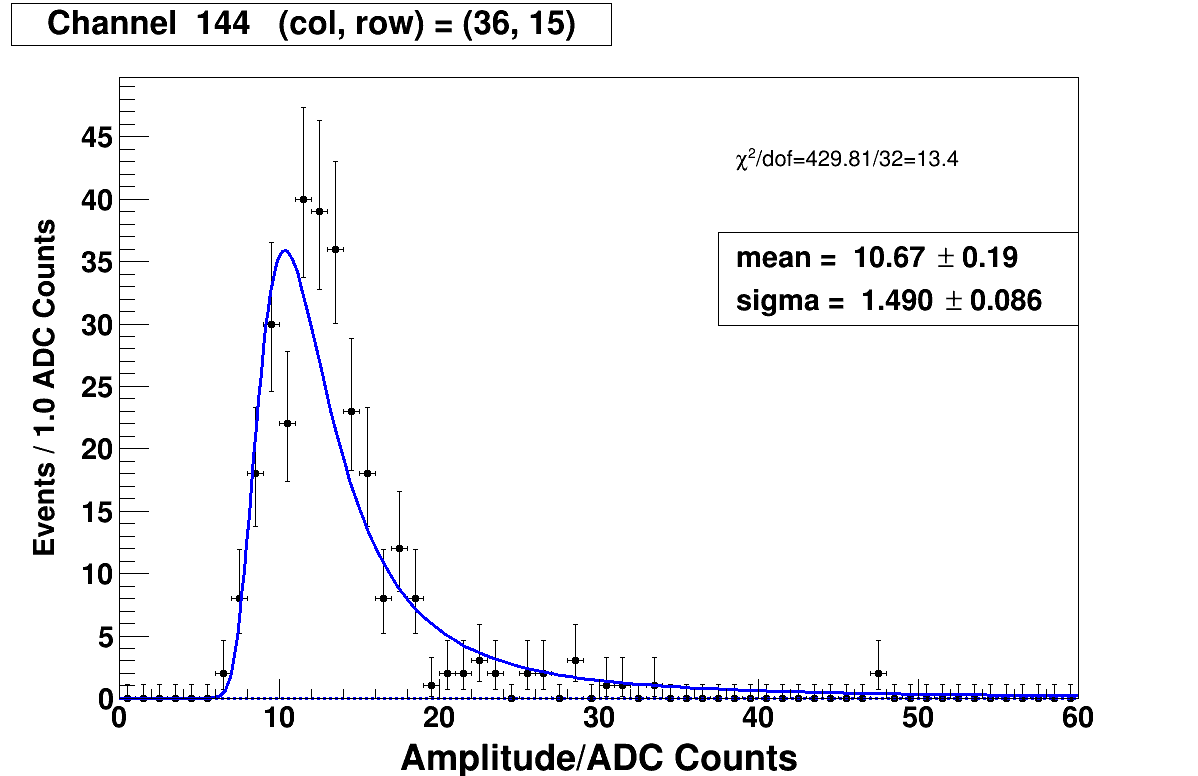 Channel 144 (col, row) = (36, 15)
χ²/dof=429.81/32=13.4
mean = 10.67 ± 0.19
sigma = 1.490 ± 0.086
Events / 1.0 ADC Counts
45
40
35
30
25
20
15
10
5
0
0 10 20 30 40 50 60
Amplitude/ADC Counts